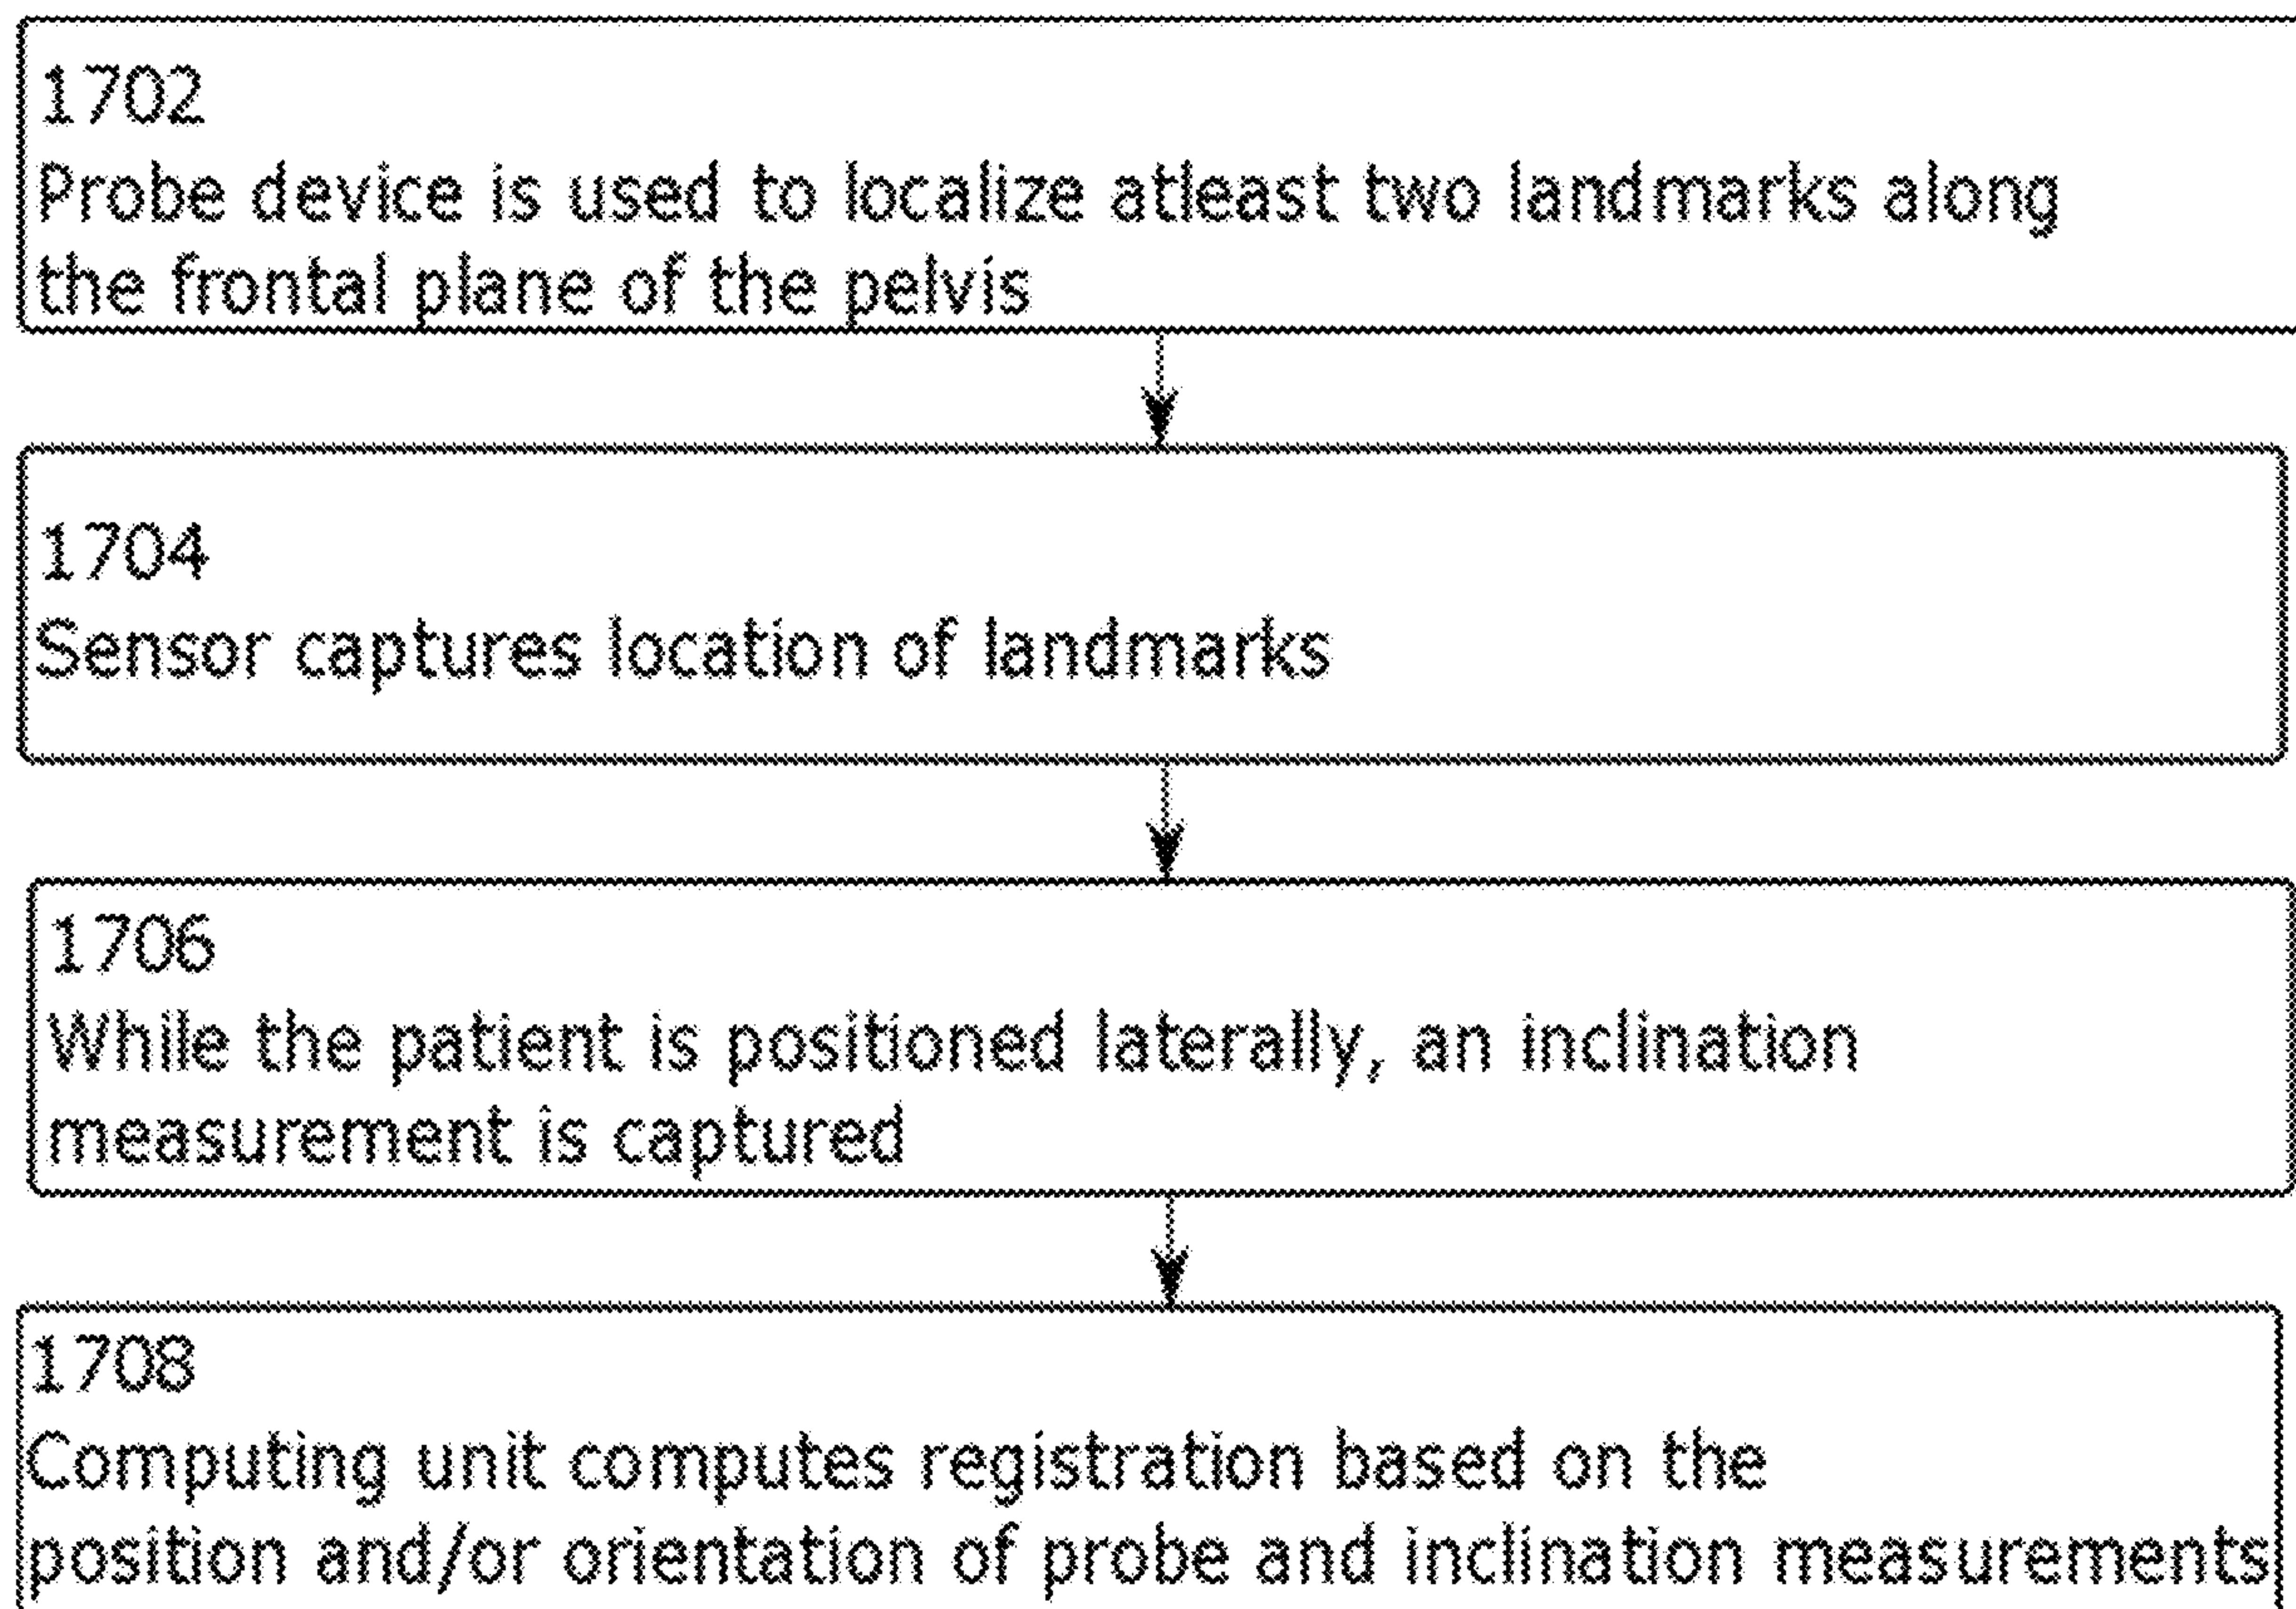 1702
Probe device is used to localize atleast two landmarks along
the frontal plane of the pelvis
1704
Sensor captures location of landmarks
1706
While the patient is positioned laterally, an inclination
measurement is captured
1708
Computing unit computes registration based on the
position and/or orientation of probe and inclination measurements